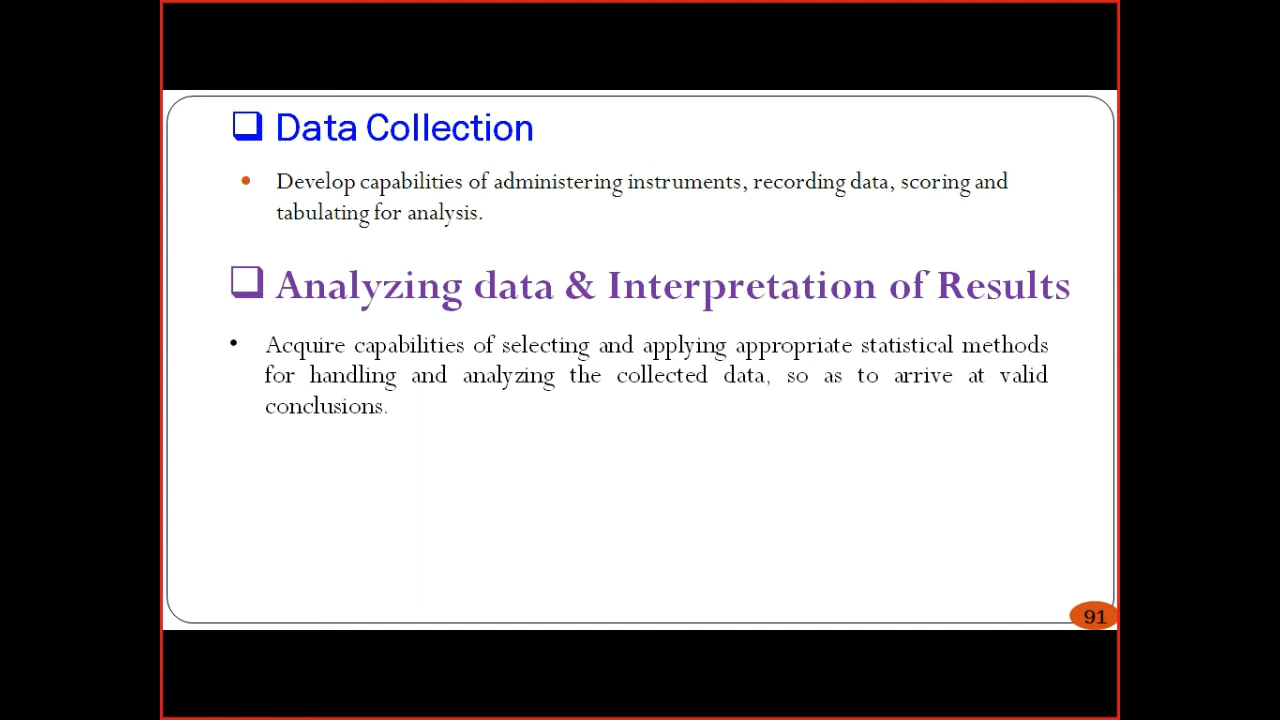 ❑ Data Collection
• Develop capabilities of administering instruments, recording data, scoring and
tabulating for analysis.
❑ Analyzing data & Interpretation of Results
• Acquire capabilities of selecting and applying appropriate statistical methods
for handling and analyzing the collected data, so as to arrive at valid
conclusions.
91